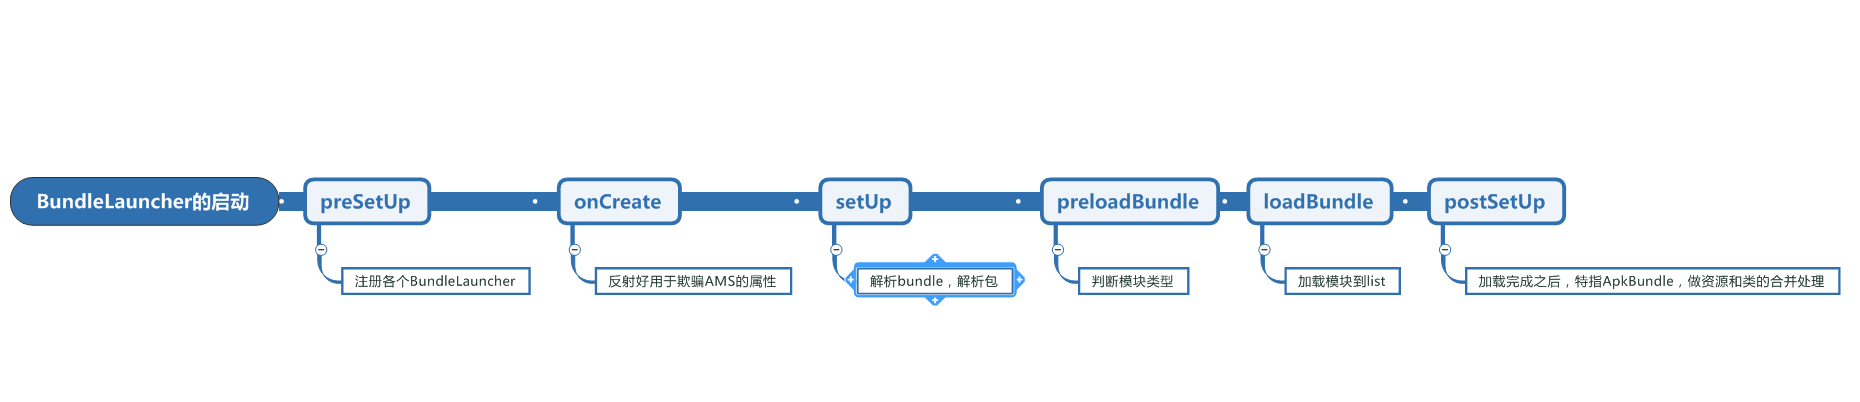 BundleLauncher的启动
preSetUp
onCreate
setUp
preloadBundle
loadBundle
postSetUp
注册各个BundleLauncher
反射好用于欺骗AMS的属性
解析bundle，解析包
判断模块类型
加载模块到list
加载完成之后，特指ApkBundle，做资源和类的合并处理